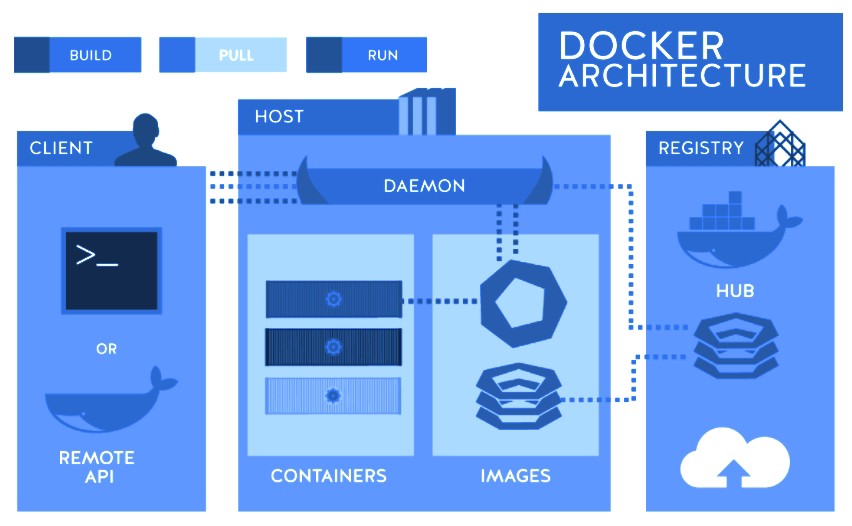 BUILD
PULL
RUN
DOCKER
ARCHITECTURE
CLIENT
HOST
REGISTRY
DAEMON
>_
OR
REMOTE
API
CONTAINERS
IMAGES
HUB